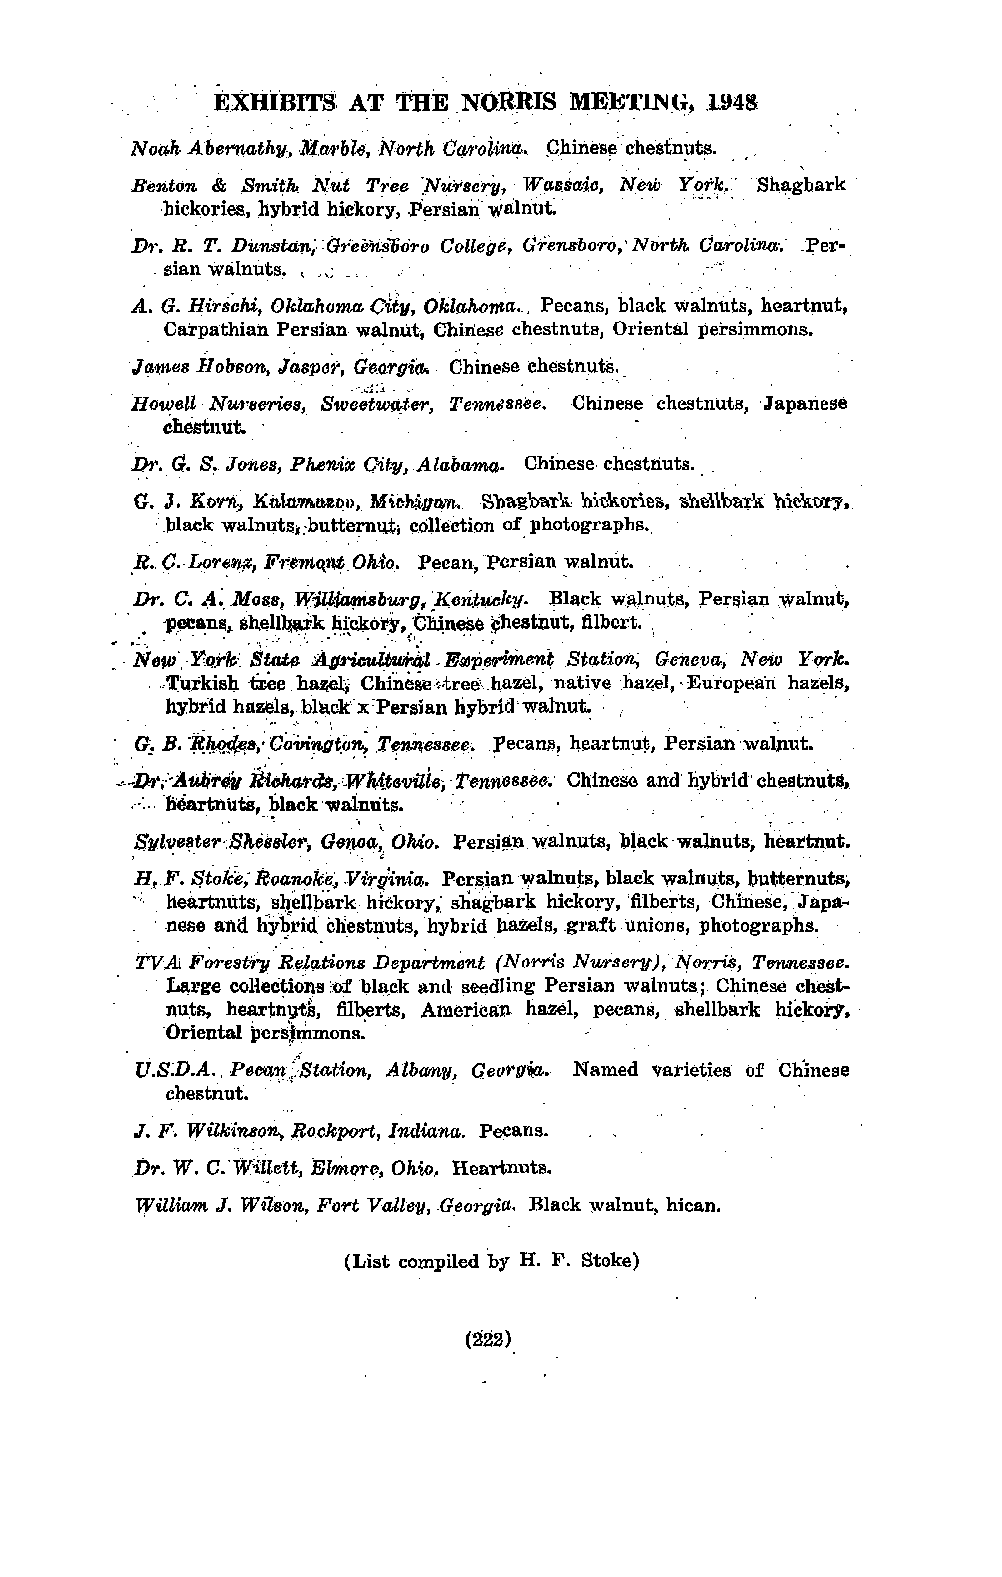 EXHIBITS AT THE NORRIS MEETING, 1948
Noah Abernathy, Marble, North Carolina. Chinese chestnuts.
Benton & Smith Nut Tree Nursery, Wassaic, New York. Shagbark
hickories, hybrid hickory, Persian walnut.
Dr. R. T. Dunstan, Greensboro College, Grensboro, North Carolina. Per-
sian walnuts.
A. G. Hirschi, Oklahoma City, Oklahoma. Pecans, black walnuts, heartnut,
Carpathian Persian walnut, Chinese chestnuts, Oriental persimmons.
James Hobson, Jasper, Georgia. Chinese chestnuts.
Howell Nurseries, Sweetwater, Tennessee. Chinese chestnuts, Japanese
chestnut.
Dr. G. S. Jones, Phenix City, Alabama. Chinese chestnuts.
G. J. Korn, Kalamazoo, Michigan. Shagbark hickories, shellbark hickory,
black walnuts, butternut, collection of photographs.
R. C. Lorenz, Fremont Ohio. Pecan, Persian walnut.
Dr. C. A. Moss, Williamsburg, Kentucky. Black walnuts, Persian walnut,
pecans, shellbark hickory, Chinese chestnut, filbert.
New York State Agricultural Experiment Station, Geneva, New York.
Turkish tree hazel, Chinese tree hazel, native hazel, European hazels,
hybrid hazels, black x Persian hybrid walnut.
G. B. Rhodes, Covington, Tennessee. Pecans, heartnut, Persian walnut.
Dr. Aubrey Richards, Whiteville, Tennessee. Chinese and hybrid chestnuts,
heartnuts, black walnuts.
Sylvester Shessler, Genoa, Ohio. Persian walnuts, black walnuts, heartnut.
H. F. Stoke, Roanoke, Virginia. Persian walnuts, black walnuts, butternuts,
heartnuts, shellbark hickory, shagbark hickory, filberts, Chinese, Japa-
nese and hybrid chestnuts, hybrid hazels, graft unions, photographs.
TVA Forestry Relations Department (Norris Nursery), Norris, Tennessee.
Large collections of black and seedling Persian walnuts; Chinese chest-
nuts, heartnuts, filberts, American hazel, pecans, shellbark hickory,
Oriental persimmons.
U.S.D.A. Pecan Station, Albany, Georgia. Named varieties of Chinese
chestnut.
J. F. Wilkinson, Rockport, Indiana. Pecans.
Dr. W. C. Willett, Elmore, Ohio. Heartnuts.
William J. Wilson, Fort Valley, Georgia. Black walnut, hican.
(List compiled by H. F. Stoke)
(222)